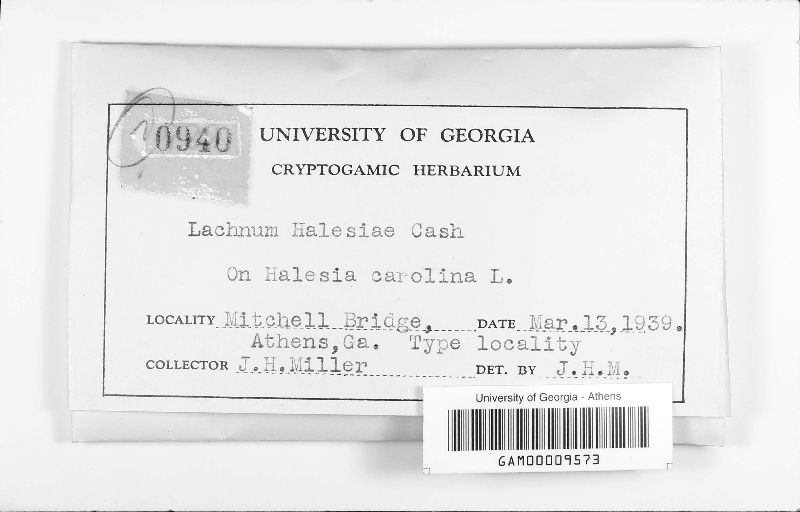 0940
UNIVERSITY OF GEORGIA
CRYPTOGAMIC HERBARIUM
Lachnum Halesiae Cash
On Halesia carolina L.
LOCALITY Mitchell Bridge, DATE Mar.13,1939.
Athens,Ga. Type locality
COLLECTOR J.H.Miller DET. BY J.H.M.
University of Georgia - Athens
GAM00009573